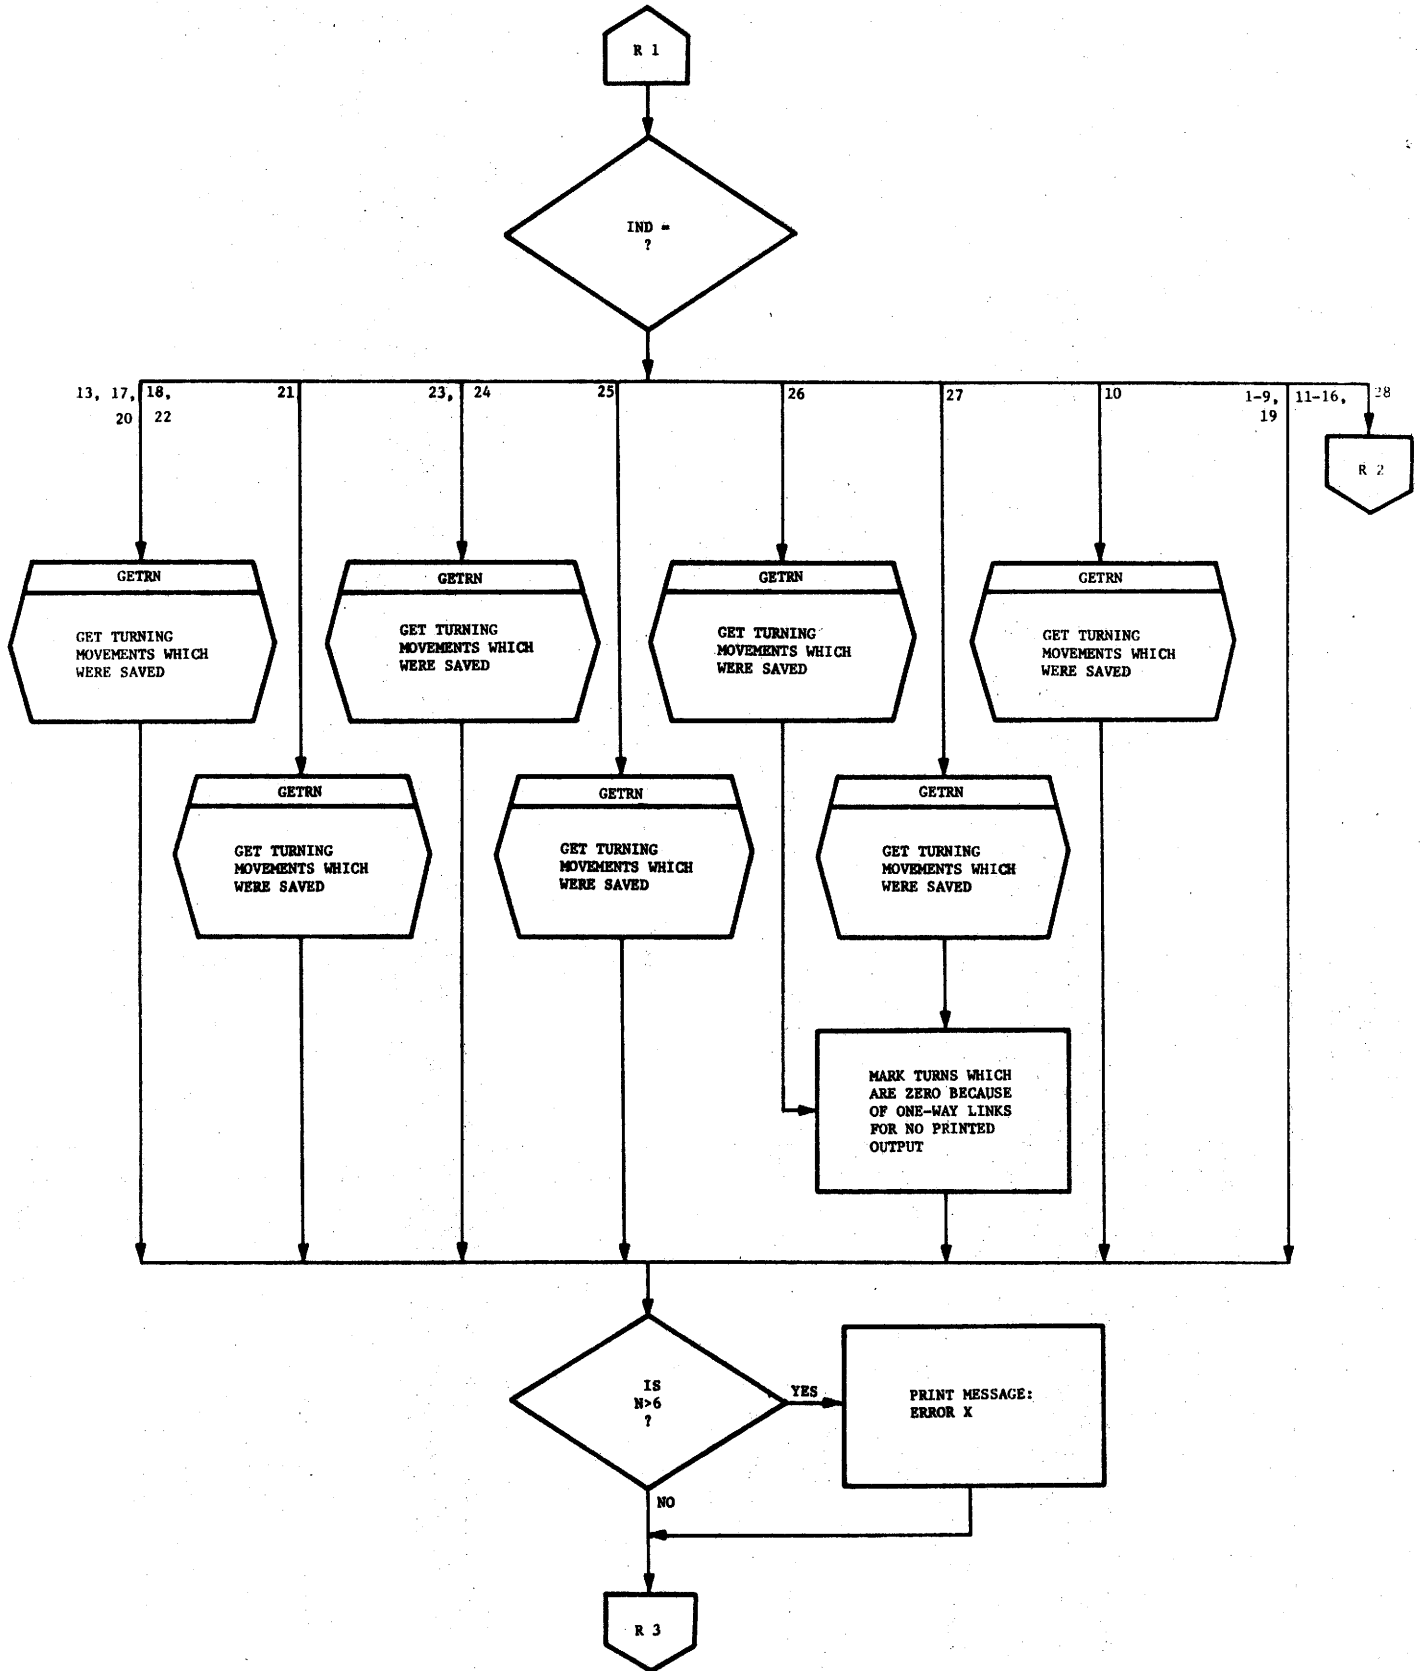 R 1
IND =
?
13, 17, 18,
20 22
21
23, 24
25
26
27
10
1-9, 11-16,
19
28
R 2
GETRN
GET TURNING
MOVEMENTS WHICH
WERE SAVED
GETRN
GET TURNING
MOVEMENTS WHICH
WERE SAVED
GETRN
GET TURNING
MOVEMENTS WHICH
WERE SAVED
GETRN
GET TURNING
MOVEMENTS WHICH
WERE SAVED
GETRN
GET TURNING
MOVEMENTS WHICH
WERE SAVED
GETRN
GET TURNING
MOVEMENTS WHICH
WERE SAVED
GETRN
GET TURNING
MOVEMENTS WHICH
WERE SAVED
MARK TURNS WHICH
ARE ZERO BECAUSE
OF ONE-WAY LINKS
FOR NO PRINTED
OUTPUT
IS
N>6
?
YES
PRINT MESSAGE:
ERROR X
NO
R 3